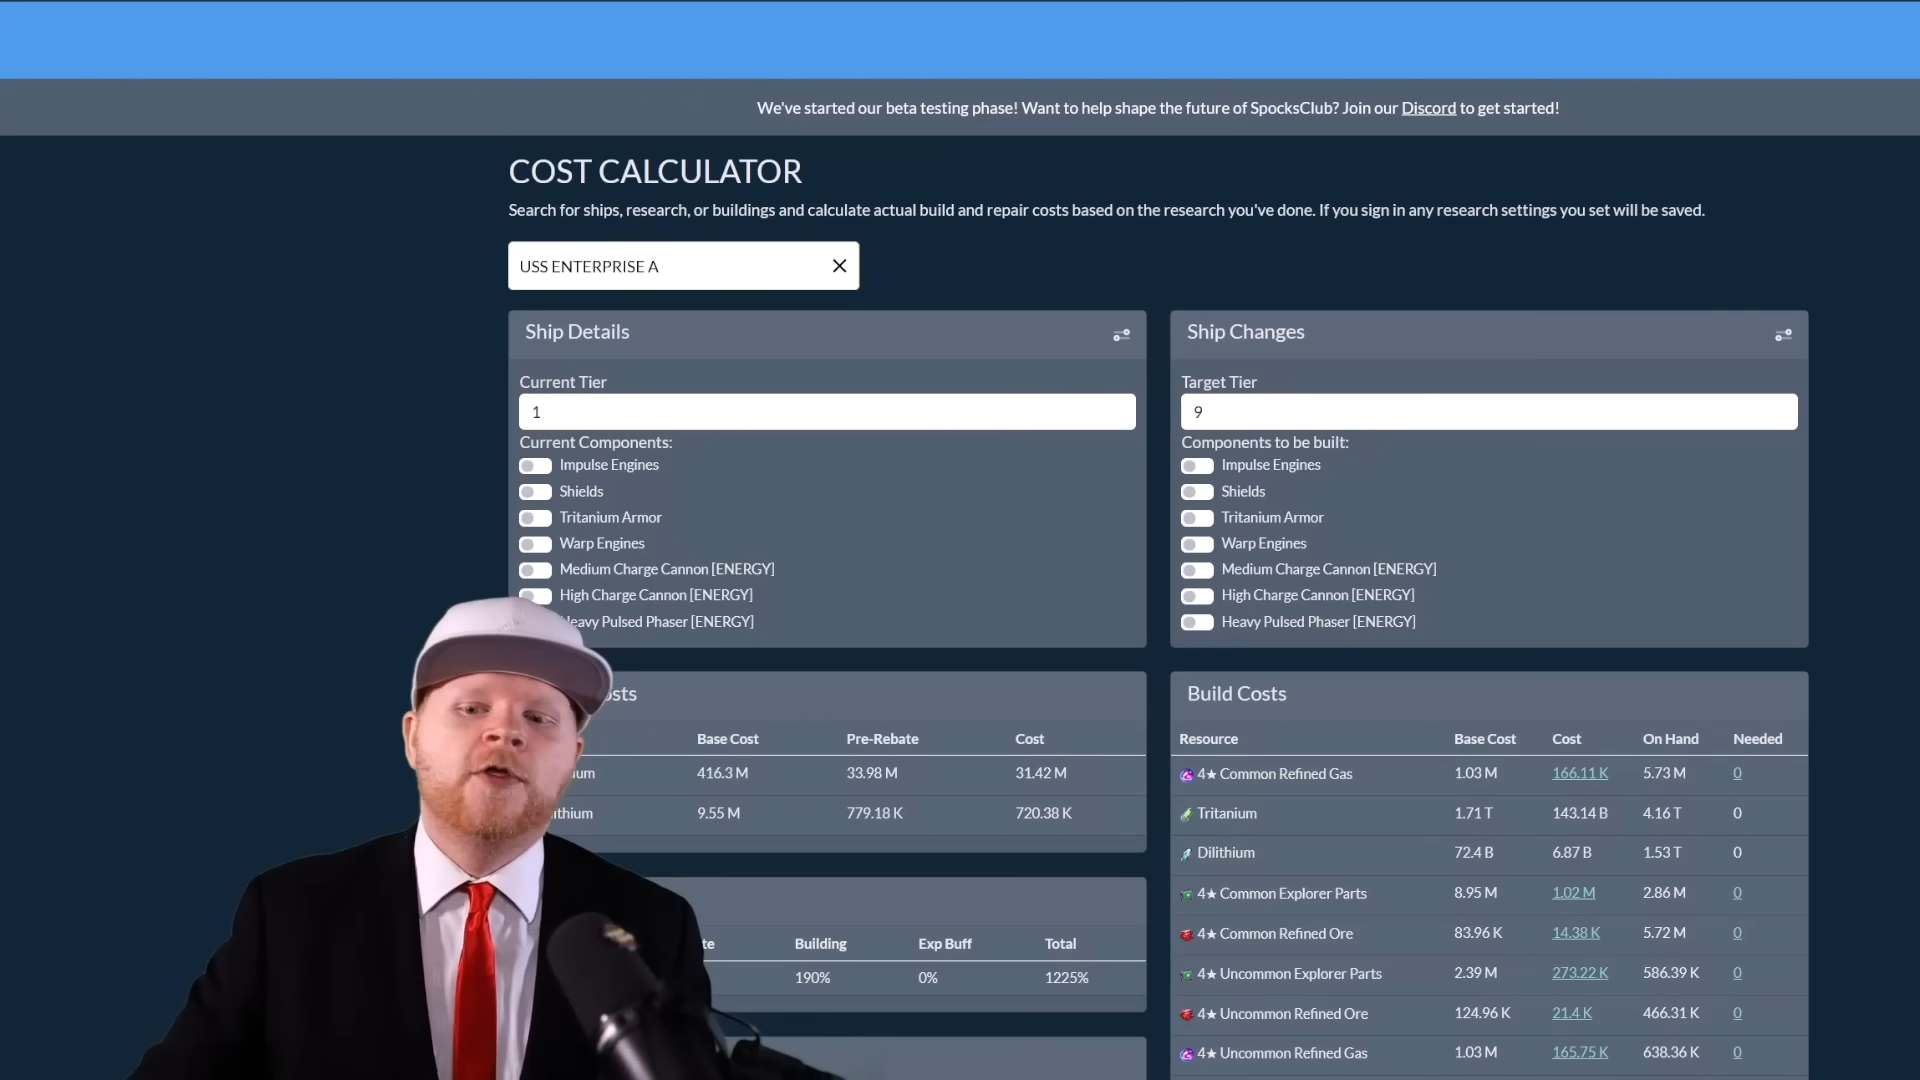 We've started our beta testing phase! Want to help shape the future of SpocksClub? Join our Discord to get started!
COST CALCULATOR
Search for ships, research, or buildings and calculate actual build and repair costs based on the research you've done. If you sign in any research settings you set will be saved.
USS ENTERPRISE A
Ship Details
Current Tier
1
Current Components:
Impulse Engines
Shields
Tritanium Armor
Warp Engines
Medium Charge Cannon [ENERGY]
High Charge Cannon [ENERGY]
Pulsed Phaser [ENERGY]
Ship Changes
Target Tier
9
Components to be built:
Impulse Engines
Shields
Tritanium Armor
Warp Engines
Medium Charge Cannon [ENERGY]
High Charge Cannon [ENERGY]
Heavy Pulsed Phaser [ENERGY]
Base Cost Pre-Rebate Cost
416.3 M 33.98 M 31.42 M
9.55 M 779.18 K 720.38 K
Building Exp Buff Total
190% 0% 1225%
Build Costs
Resource Base Cost Cost On Hand Needed
4★ Common Refined Gas 1.03 M 166.11 K 5.73 M 0
Tritanium 1.71 T 143.14 B 4.16 T 0
Dilithium 72.4 B 6.87 B 1.53 T 0
4★ Common Explorer Parts 8.95 M 1.02 M 2.86 M 0
4★ Common Refined Ore 83.96 K 14.38 K 5.72 M 0
4★ Uncommon Explorer Parts 2.39 M 273.22 K 586.39 K 0
4★ Uncommon Refined Ore 124.96 K 21.4 K 466.31 K 0
4★ Uncommon Refined Gas 1.03 M 165.75 K 638.36 K 0